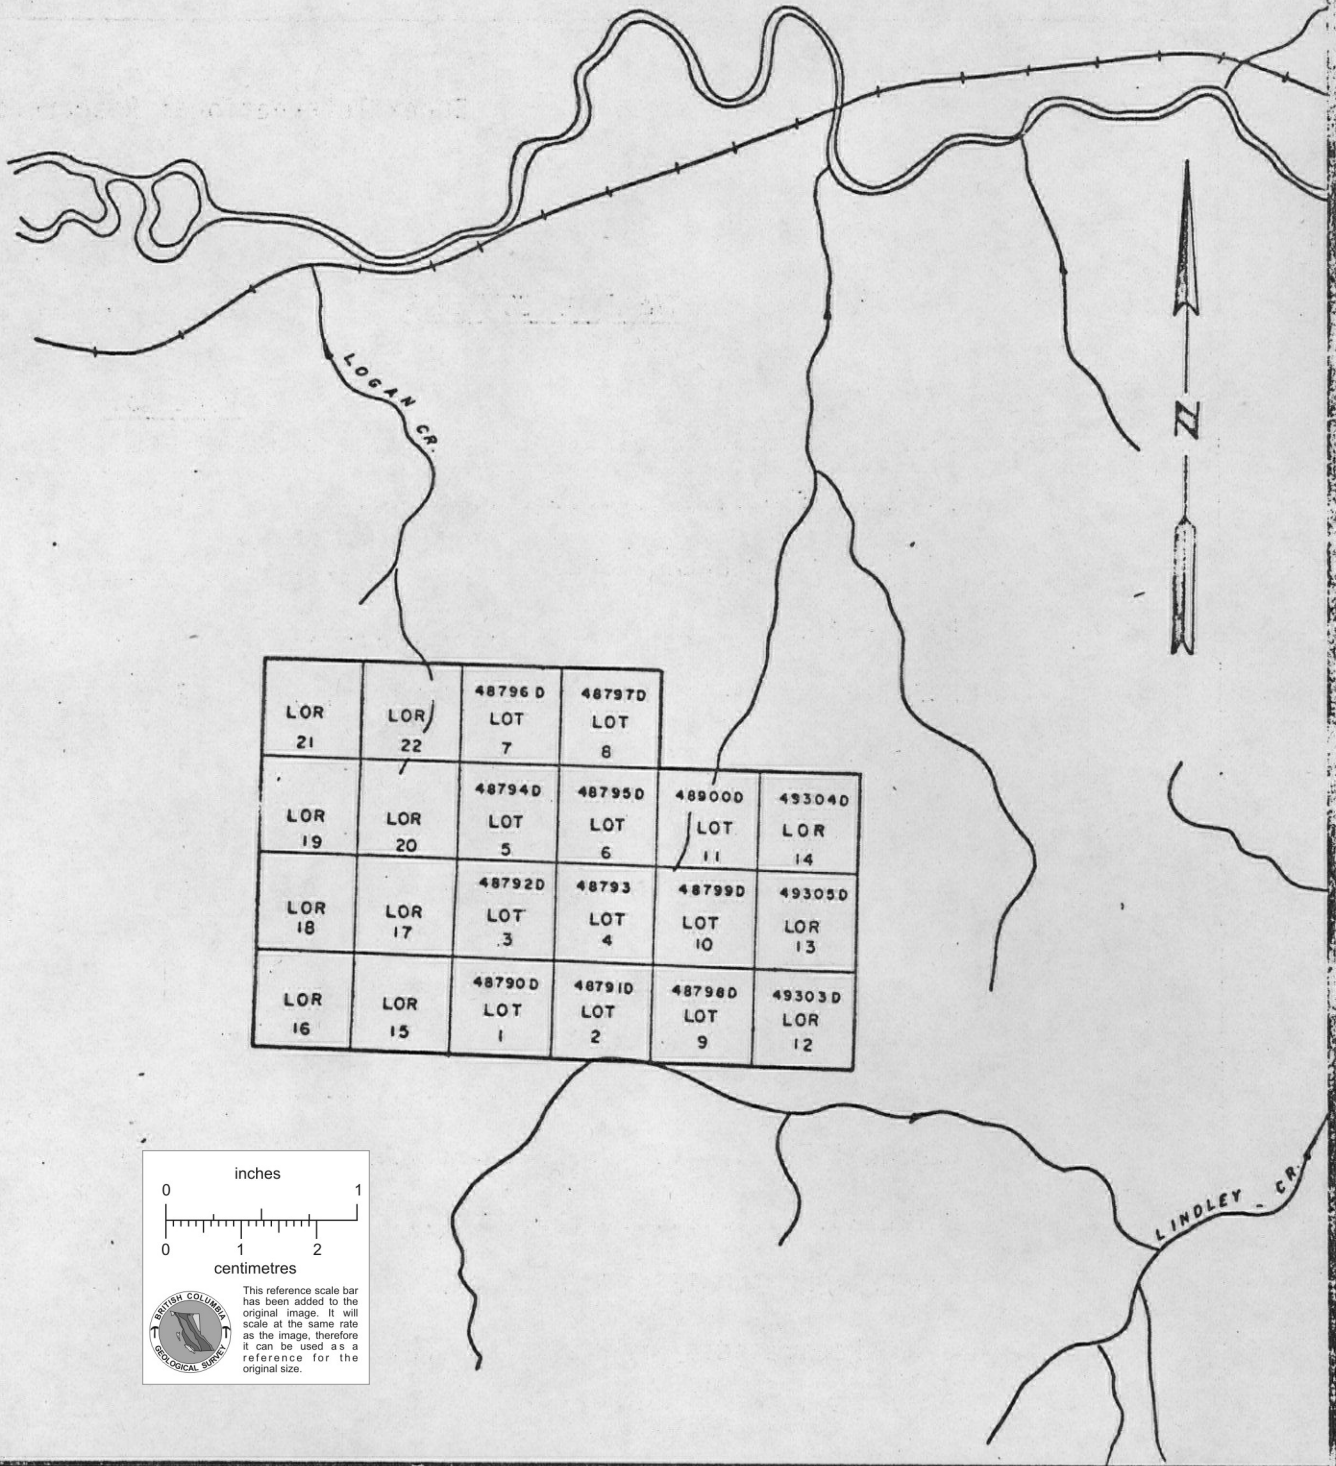 LOGAN CR.
N
LOR
21
LOR
22
48796 D
LOT
7
48797D
LOT
8
LOR
19
LOR
20
48794D
LOT
5
48795D
LOT
6
48900D
LOT
11
49304D
LOR
14
LOR
18
LOR
17
48792D
LOT
3
48793
LOT
4
48799D
LOT
10
49305D
LOR
13
LOR
16
LOR
15
48790D
LOT
1
48791D
LOT
2
48798D
LOT
9
49303D
LOR
12
LINDLEY - CR.
inches
0 1
0 1 2
centimetres
BRITISH COLUMBIA
GEOLOGICAL SURVEY
This reference scale bar
has been added to the
original image. It will
scale at the same rate
as the image, therefore
it can be used as a
reference for the
original size.